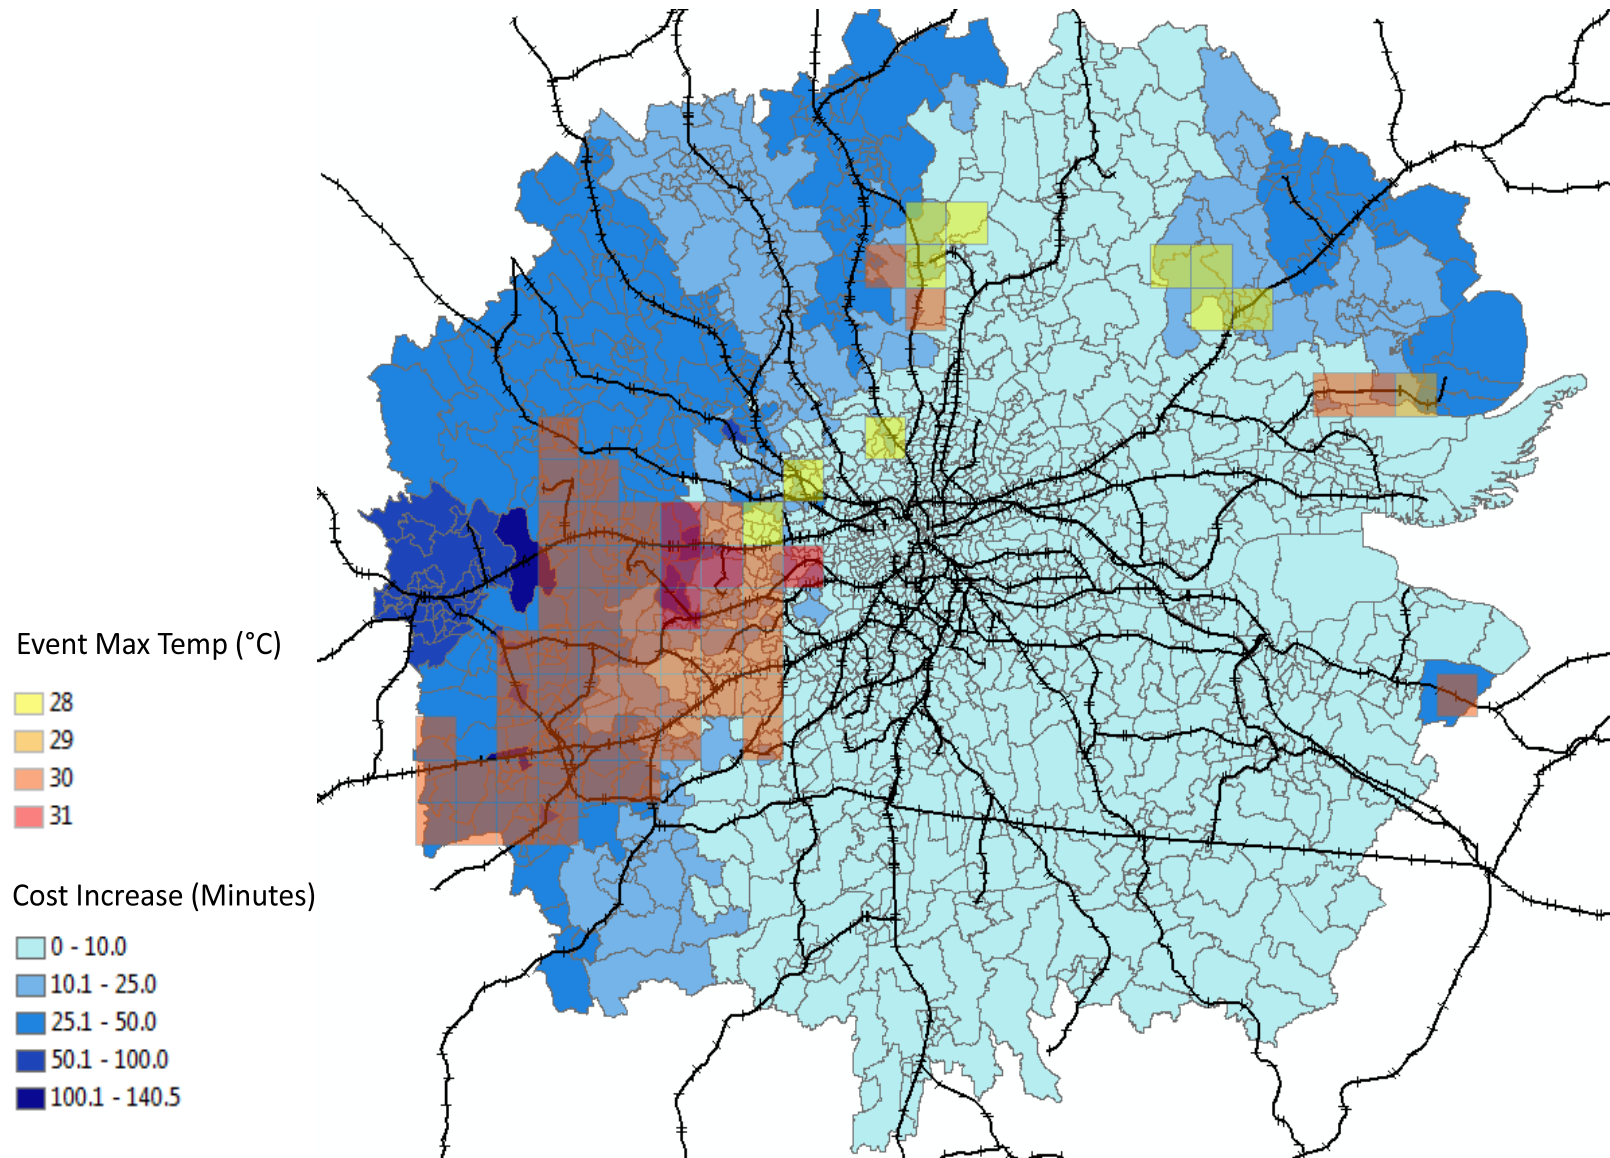 Event Max Temp (°C)
28
29
30
31
Cost Increase (Minutes)
0 - 10.0
10.1 - 25.0
25.1 - 50.0
50.1 - 100.0
100.1 - 140.5